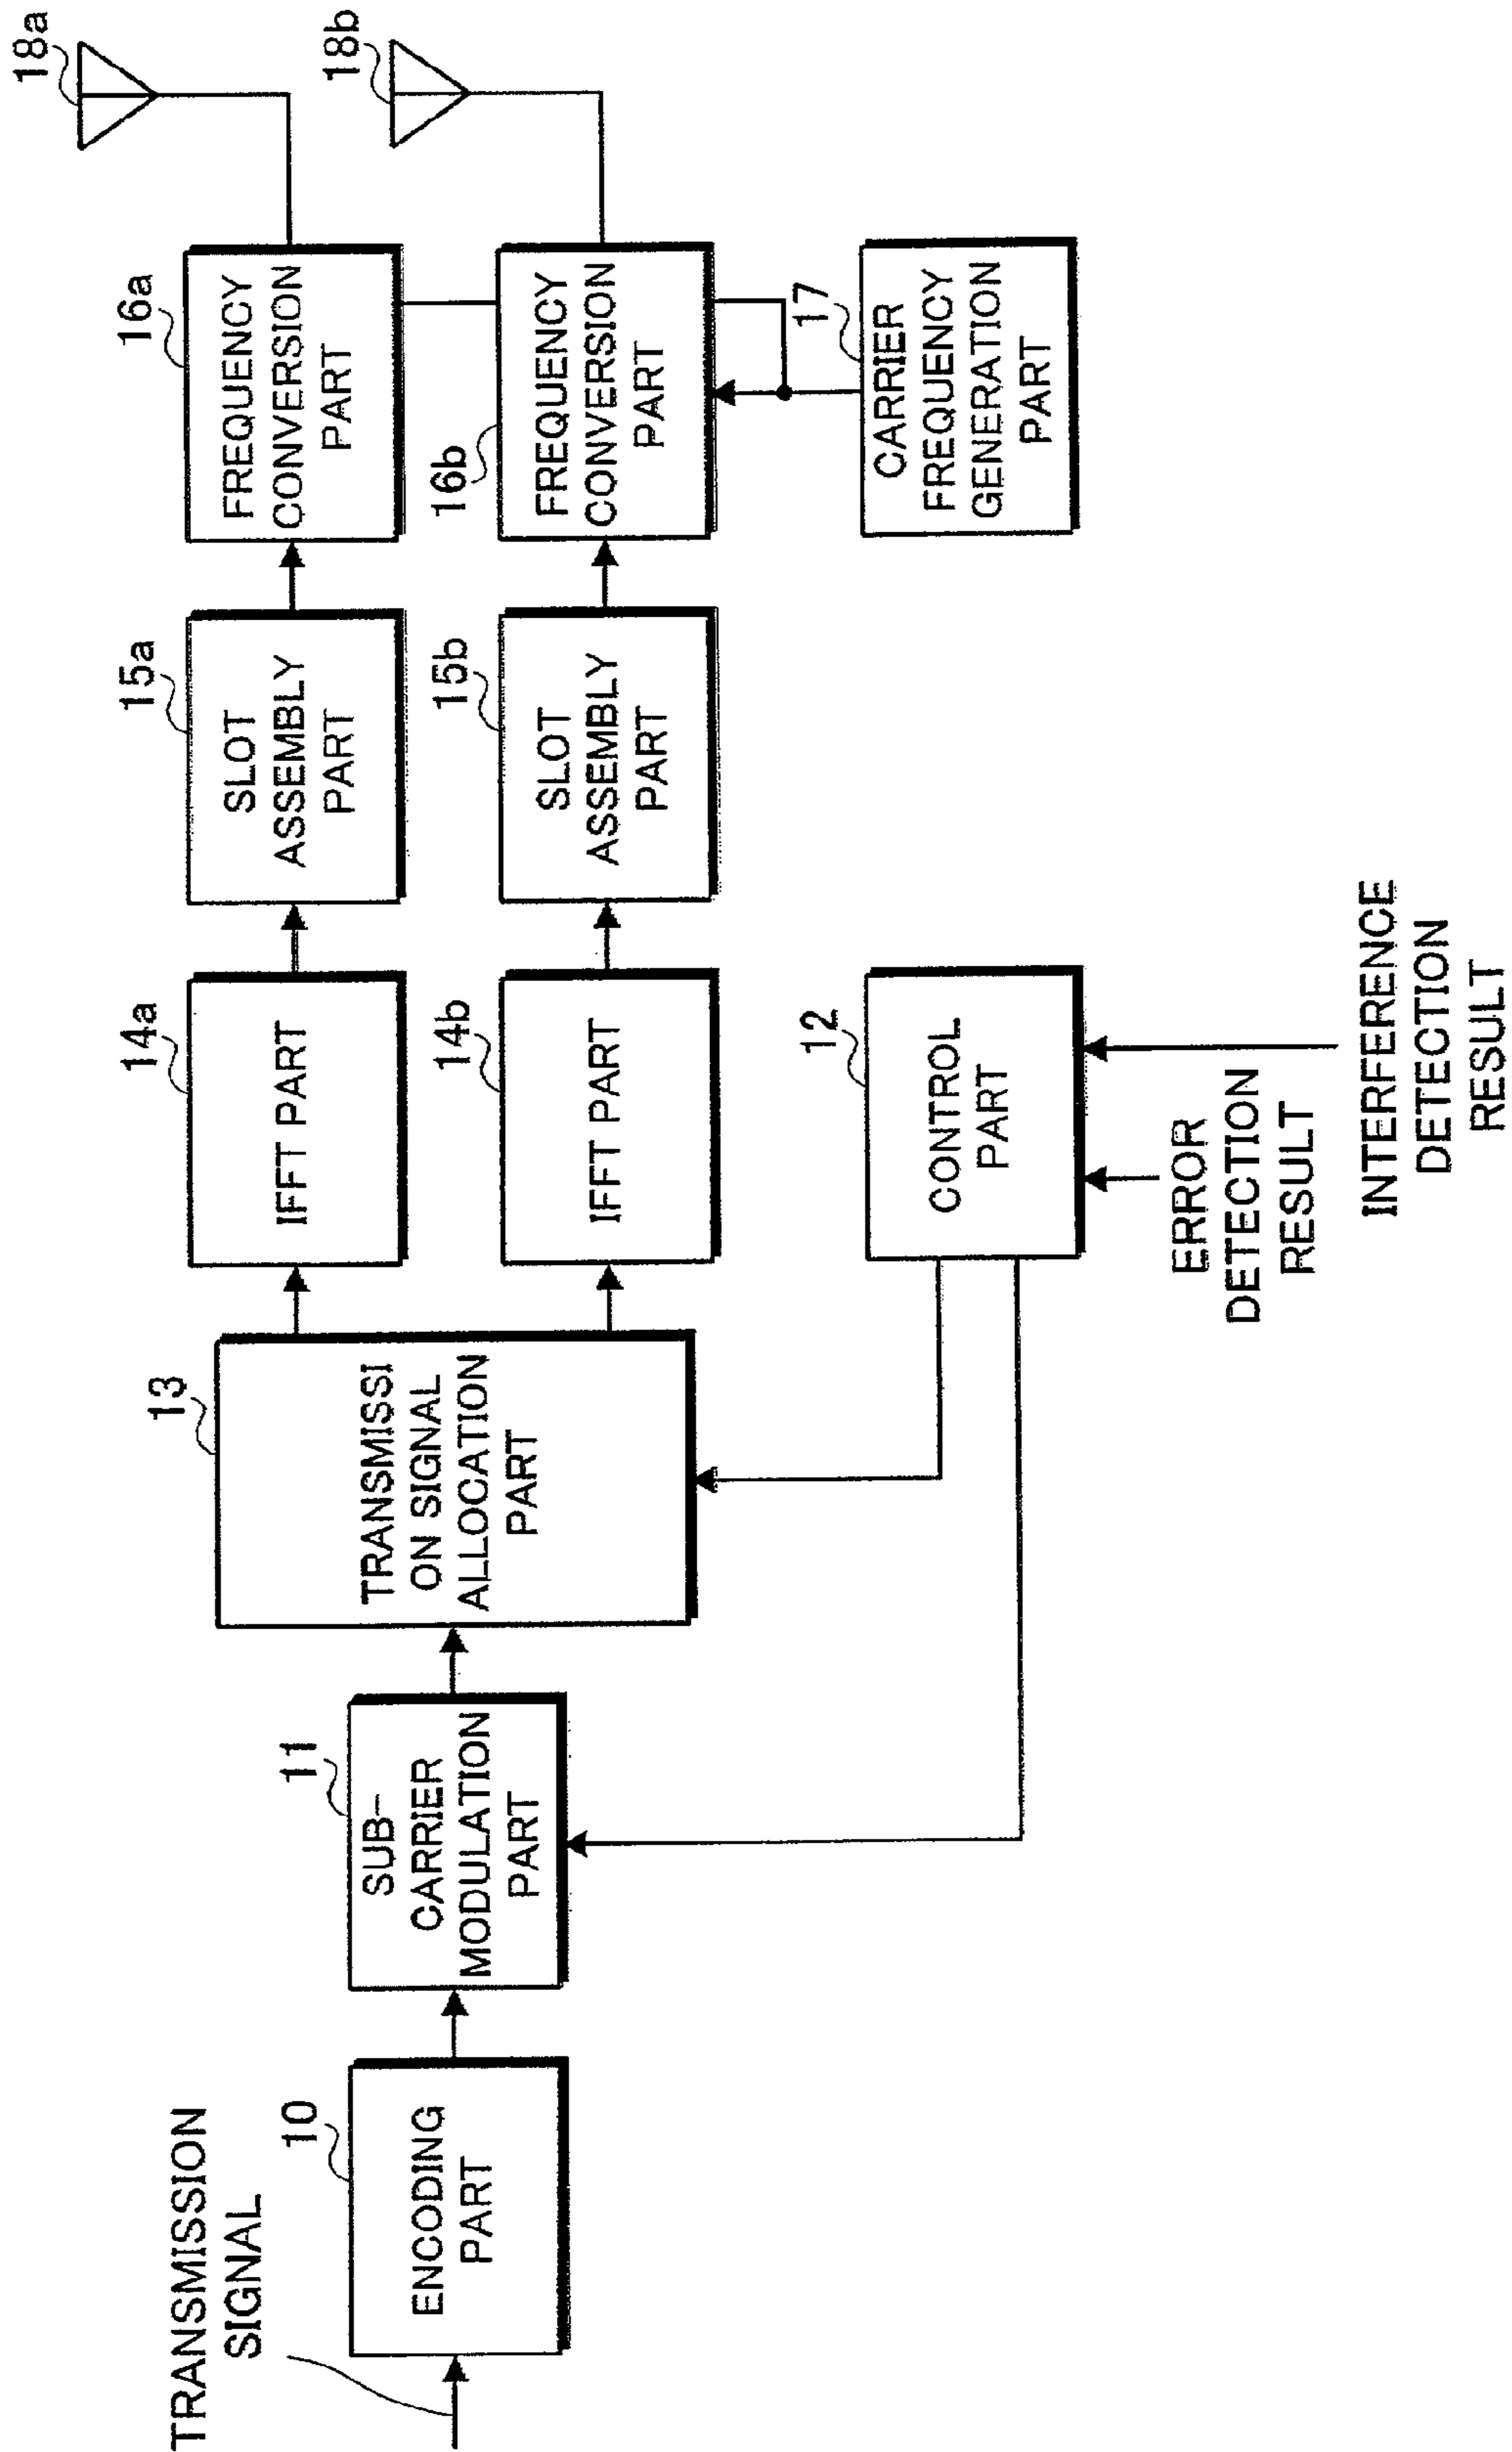 TRANSMISSION
SIGNAL
10
ENCODING
PART
11
SUB-
CARRIER
MODULATION
PART
13
TRANSMISSI
ON SIGNAL
ALLOCATION
PART
14a
IFFT PART
15a
SLOT
ASSEMBLY
PART
16a
FREQUENCY
CONVERSION
PART
18a
14b
IFFT PART
15b
SLOT
ASSEMBLY
PART
16b
FREQUENCY
CONVERSION
PART
18b
12
CONTROL
PART
17
CARRIER
FREQUENCY
GENERATION
PART
ERROR
DETECTION
RESULT
INTERFERENCE
DETECTION
RESULT